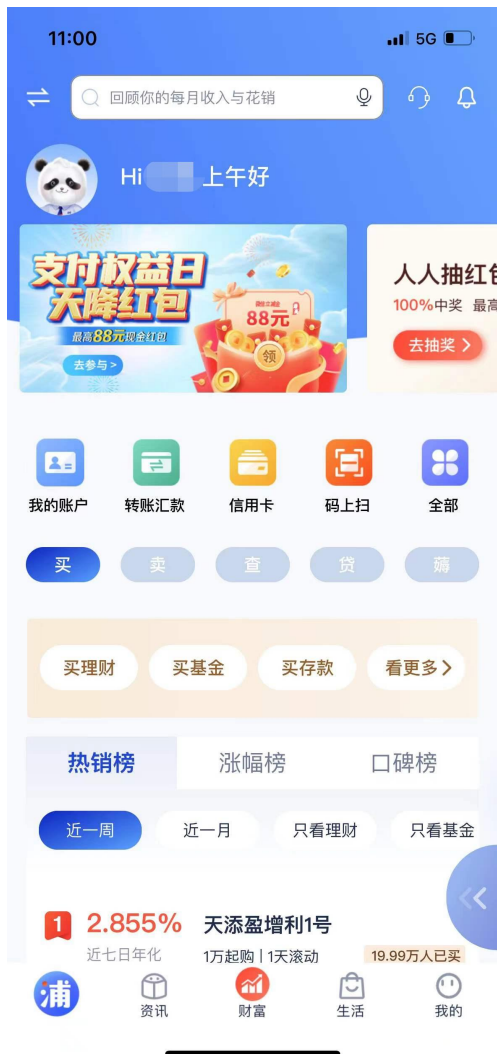 11:00
5G
回顾你的每月收入与花销
Hi 上午好
支付权益日
天降红包
最高88元现金红包
去参与>
88元
领
人人抽红包
100%中奖 最高
去抽奖
我的账户
转账汇款
信用卡
码上扫
全部
买
卖
查
贷
薅
买理财
买基金
买存款
看更多
热销榜
涨幅榜
口碑榜
近一周
近一月
只看理财
只看基金
1
2.855%
天添盈增利1号
近七日年化
1万起购 | 1天滚动
19.99万人已买
浦
资讯
财富
生活
我的